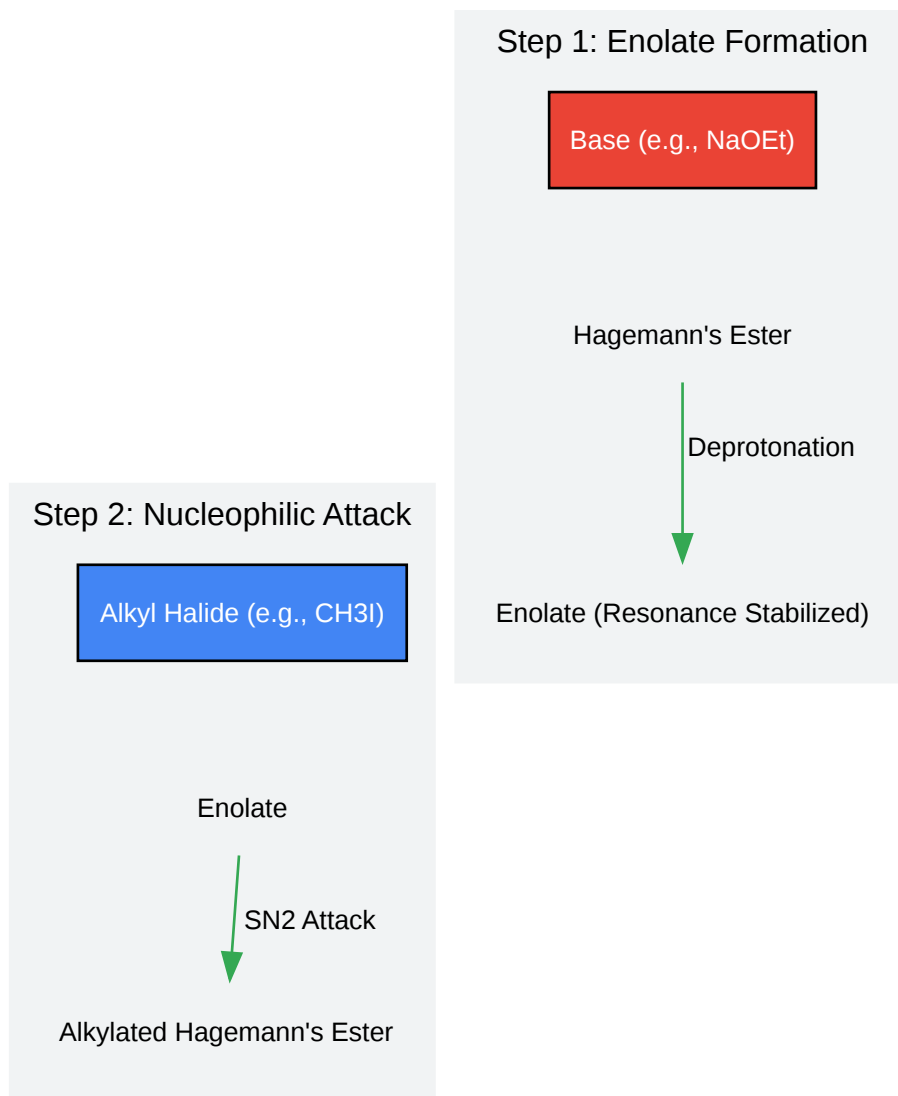 Step 1: Enolate Formation
Base (e.g., NaOEt)
Hagemann's Ester
Deprotonation
Enolate (Resonance Stabilized)
Step 2: Nucleophilic Attack
Alkyl Halide (e.g., CH3I)
Enolate
SN2 Attack
Alkylated Hagemann's Ester